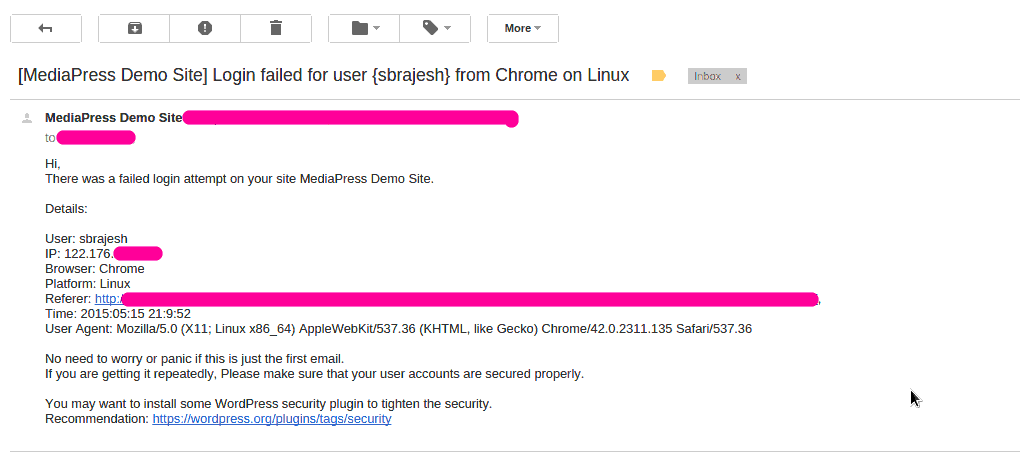 More
[MediaPress Demo Site] Login failed for user {sbrajesh} from Chrome on Linux Inbox x
MediaPress Demo Site
to
Hi,
There was a failed login attempt on your site MediaPress Demo Site.
Details:
User: sbrajesh
IP: 122.176.
Browser: Chrome
Platform: Linux
Referer: http:/
Time: 2015:05:15 21:9:52
User Agent: Mozilla/5.0 (X11; Linux x86_64) AppleWebKit/537.36 (KHTML, like Gecko) Chrome/42.0.2311.135 Safari/537.36
No need to worry or panic if this is just the first email.
If you are getting it repeatedly, Please make sure that your user accounts are secured properly.
You may want to install some WordPress security plugin to tighten the security.
Recommendation: https://wordpress.org/plugins/tags/security